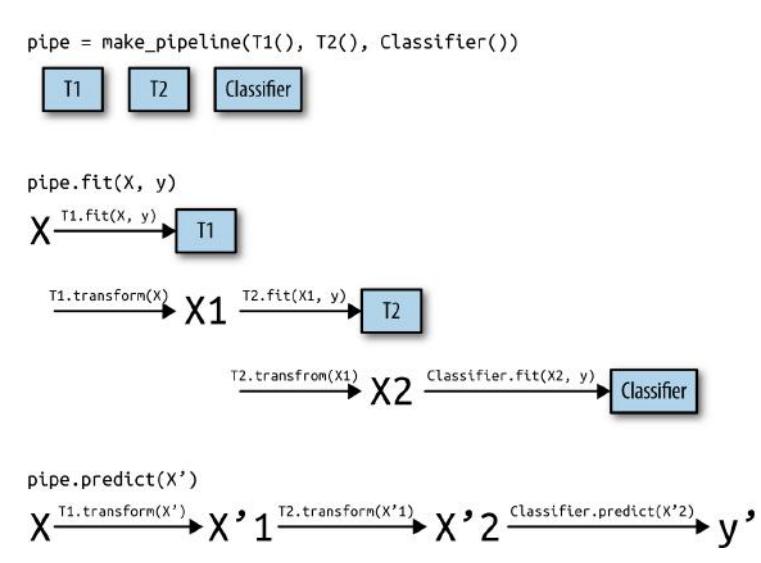 pipe = make_pipeline(T1(), T2(), Classifier())
T1 T2 Classifier
pipe.fit(X, y)
X T1.fit(X, y) T1
T1.transform(X) X1 T2.fit(X1, y) T2
T2.transfrom(X1) X2 Classifier.fit(X2, y) Classifier
pipe.predict(X’)
X T1.transform(X’) X’1 T2.transform(X’1) X’2 Classifier.predict(X’2) y’